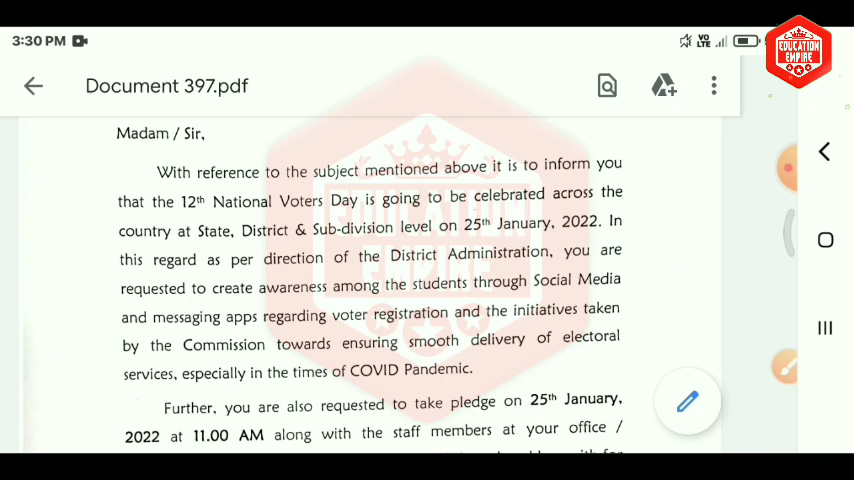 3:30 PM
VO
LTE
EDUCATION
EMPIRE
Document 397.pdf
Madam / Sir,
With reference to the subject mentioned above it is to inform you
that the 12th National Voters Day is going to be celebrated across the
country at State, District & Sub-division level on 25th January, 2022. In
this regard as per direction of the District Administration, you are
requested to create awareness among the students through Social Media
and messaging apps regarding voter registration and the initiatives taken
by the Commission towards ensuring smooth delivery of electoral
services, especially in the times of COVID Pandemic.
Further, you are also requested to take pledge on 25th January,
2022 at 11.00 AM along with the staff members at your office /
EDUCATION
EMPIRE